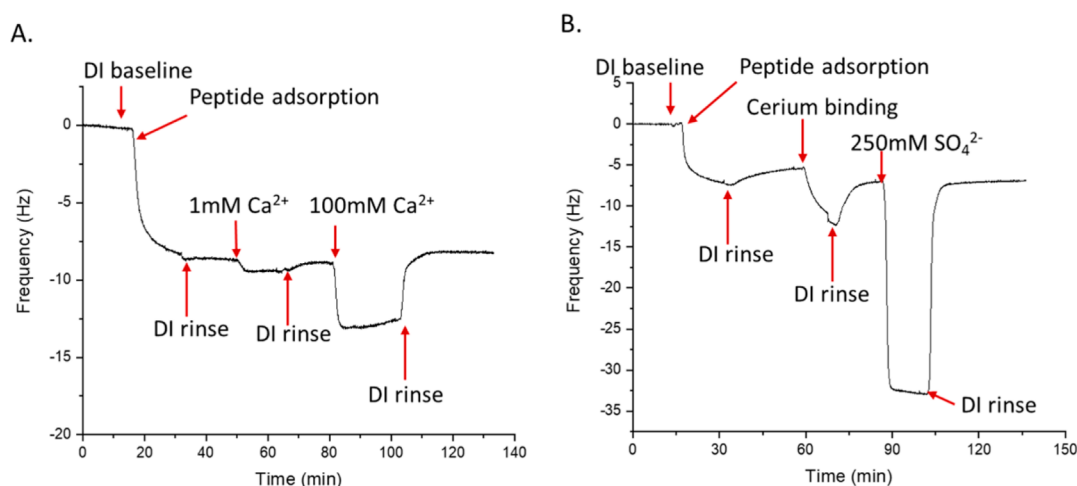 A.
DI baseline
Peptide adsorption
1mM Ca²⁺
100mM Ca²⁺
DI rinse
DI rinse
DI rinse
0
-5
-10
-15
-20
Frequency (Hz)
0 20 40 60 80 100 120 140
Time (min)
B.
DI baseline
Peptide adsorption
Cerium binding
250mM SO₄²⁻
DI rinse
DI rinse
DI rinse
5
0
-5
-10
-15
-20
-25
-30
-35
Frequency (Hz)
0 30 60 90 120 150
Time (min)